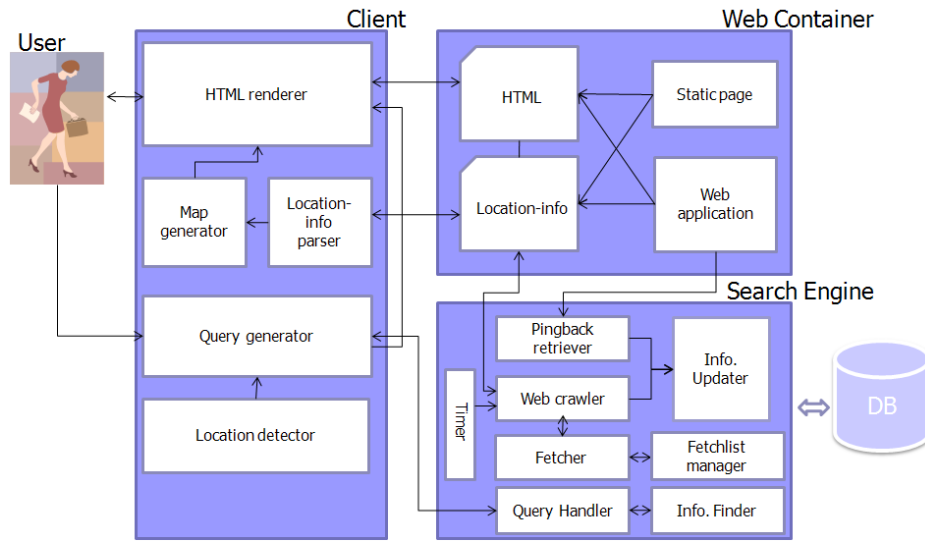 Client
Web Container
User
HTML renderer
HTML
Static page
Map
generator
Location-
info
parser
Location-info
Web
application
Search Engine
Query generator
Pingback
retriever
Info.
Updater
DB
Timer
Web crawler
Location detector
Fetcher
Fetchlist
manager
Query Handler
Info. Finder